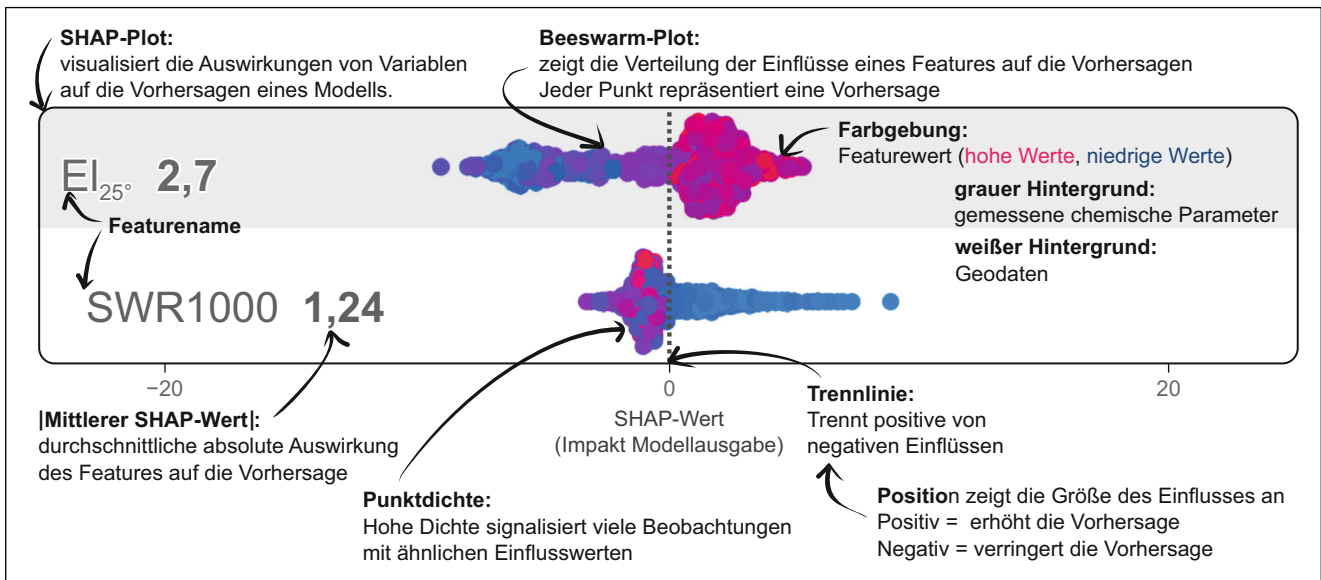 SHAP-Plot:
visualisiert die Auswirkungen von Variablen
auf die Vorhersagen eines Modells.
Beeswarm-Plot:
zeigt die Verteilung der Einflüsse eines Features auf die Vorhersagen
Jeder Punkt repräsentiert eine Vorhersage
EI25° 2,7
Farbgebung:
Featurewert (hohe Werte, niedrige Werte)
grauer Hintergrund:
gemessene chemische Parameter
Featurename
weißer Hintergrund:
Geodaten
SWR1000 1,24
−20 0 20
SHAP-Wert
(Impakt Modellausgabe)
|Mittlerer SHAP-Wert|:
durchschnittliche absolute Auswirkung
des Features auf die Vorhersage
Trennlinie:
Trennt positive von
negativen Einflüssen
Punktdichte:
Hohe Dichte signalisiert viele Beobachtungen
mit ähnlichen Einflusswerten
Position zeigt die Größe des Einflusses an
Positiv = erhöht die Vorhersage
Negativ = verringert die Vorhersage